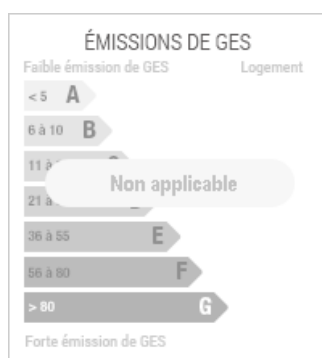 ÉMISSIONS DE GES
Faible émission de GES Logement
< 5 A
6 à 10 B
11 à
Non applicable
21 à
36 à 55 E
56 à 80 F
> 80 G
Forte émission de GES